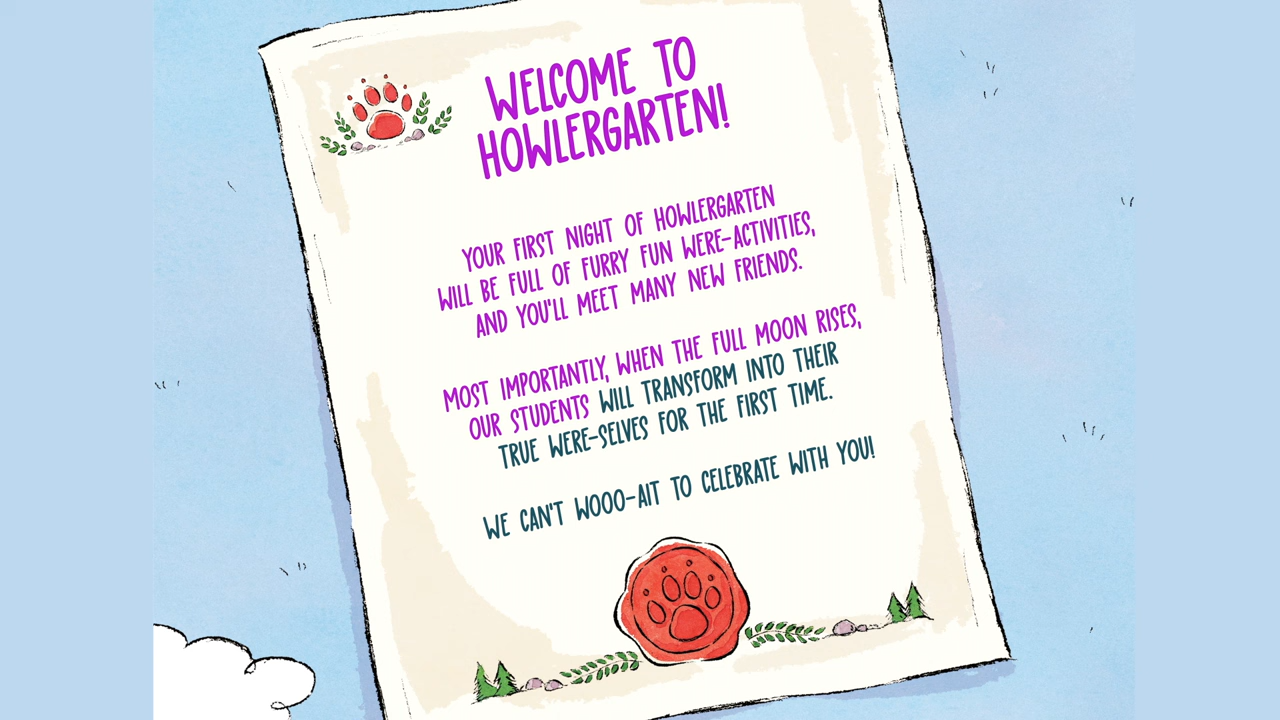 WELCOME TO
HOWLERGARTEN!
YOUR FIRST NIGHT OF HOWLERGARTEN
WILL BE FULL OF FURRY FUN WERE-ACTIVITIES,
AND YOU'LL MEET MANY NEW FRIENDS.
MOST IMPORTANTLY, WHEN THE FULL MOON RISES,
OUR STUDENTS WILL TRANSFORM INTO THEIR
TRUE WERE-SELVES FOR THE FIRST TIME.
WE CAN'T WOOO-AIT TO CELEBRATE WITH YOU!